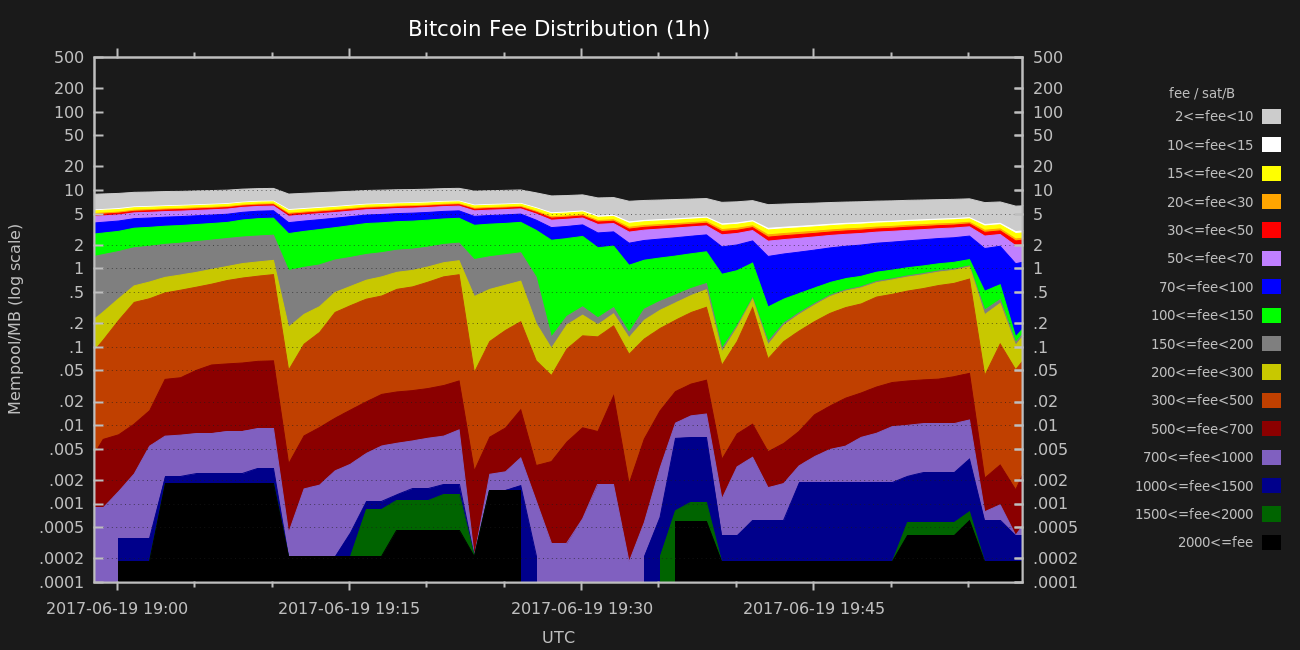 Bitcoin Fee Distribution (1h)
500
200
100
50
20
10
5
2
1
.5
.2
.1
.05
.02
.01
.005
.002
.001
.0005
.0002
.0001
Mempool/MB (log scale)
500
200
100
50
20
10
5
2
1
.5
.2
.1
.05
.02
.01
.005
.002
.001
.0005
.0002
.0001
2017-06-19 19:00
2017-06-19 19:15
2017-06-19 19:30
2017-06-19 19:45
UTC
fee / sat/B
2<=fee<10
10<=fee<15
15<=fee<20
20<=fee<30
30<=fee<50
50<=fee<70
70<=fee<100
100<=fee<150
150<=fee<200
200<=fee<300
300<=fee<500
500<=fee<700
700<=fee<1000
1000<=fee<1500
1500<=fee<2000
2000<=fee